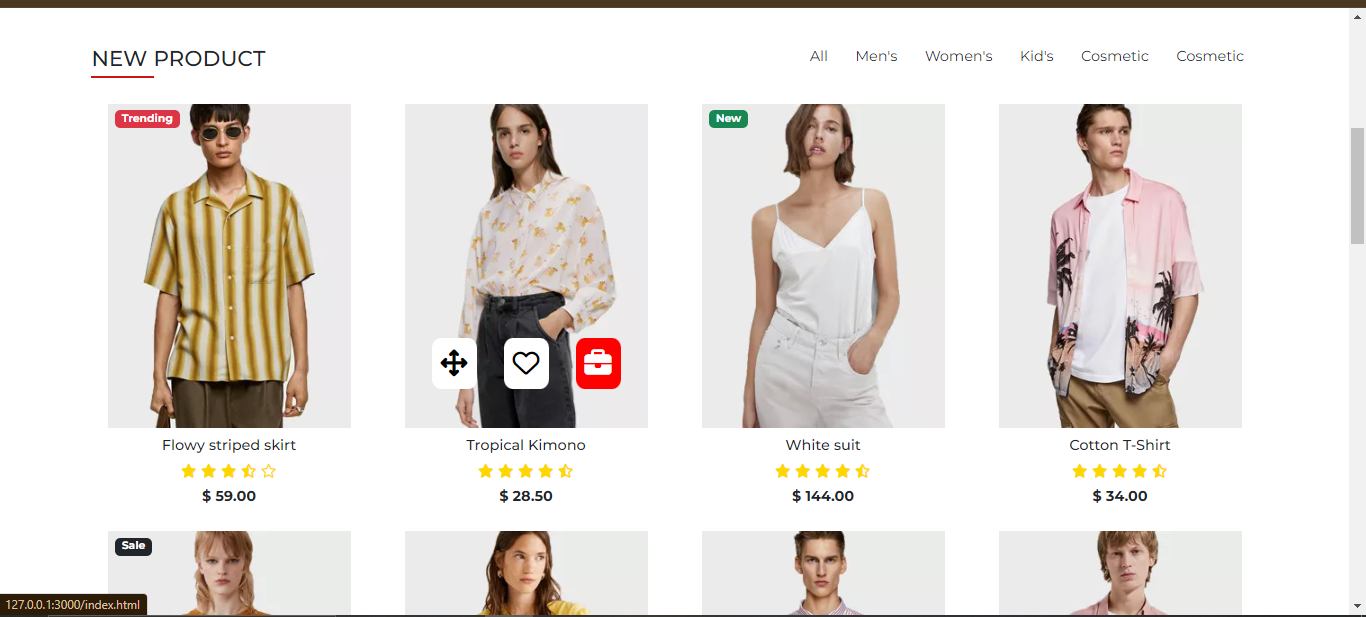 NEW PRODUCT
All Men's Women's Kid's Cosmetic Cosmetic
Trending
New
Flowy striped skirt
Tropical Kimono
White suit
Cotton T-Shirt
$ 59.00
$ 28.50
$ 144.00
$ 34.00
Sale
127.0.0.1:3000/index.html